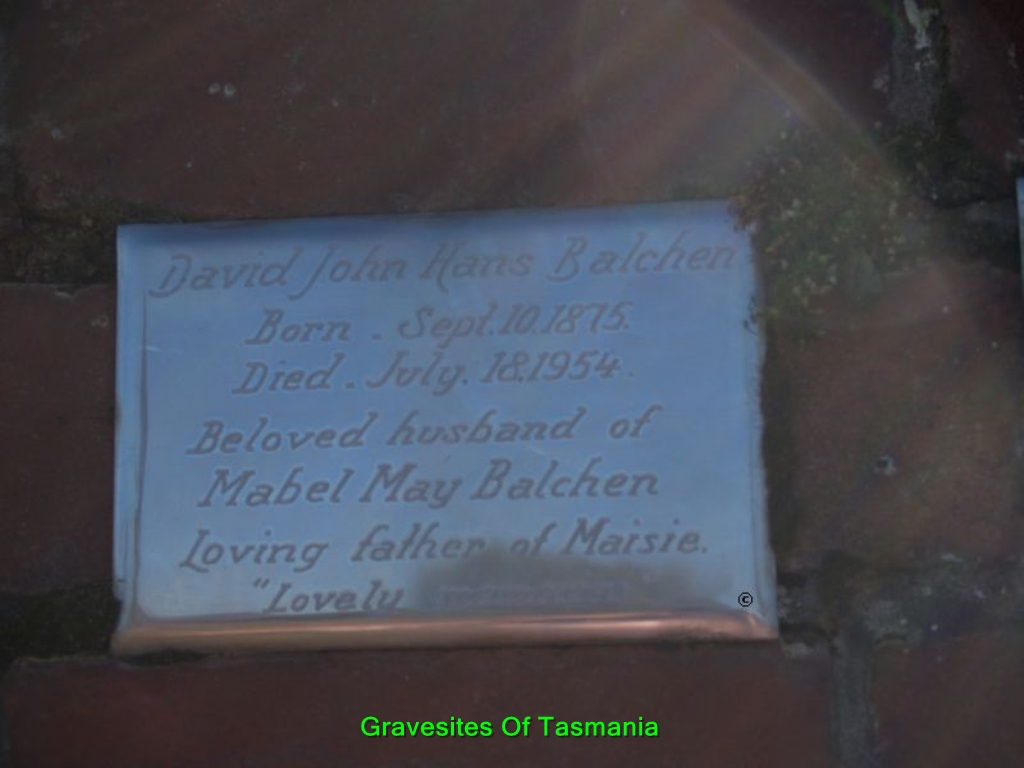 David John Hans Balchen
Born . Sept. 10. 1875.
Died . July. 18. 1954.
Beloved husband of
Mabel May Balchen
Loving father of Maisie.
"Lovely
©
Gravesites Of Tasmania